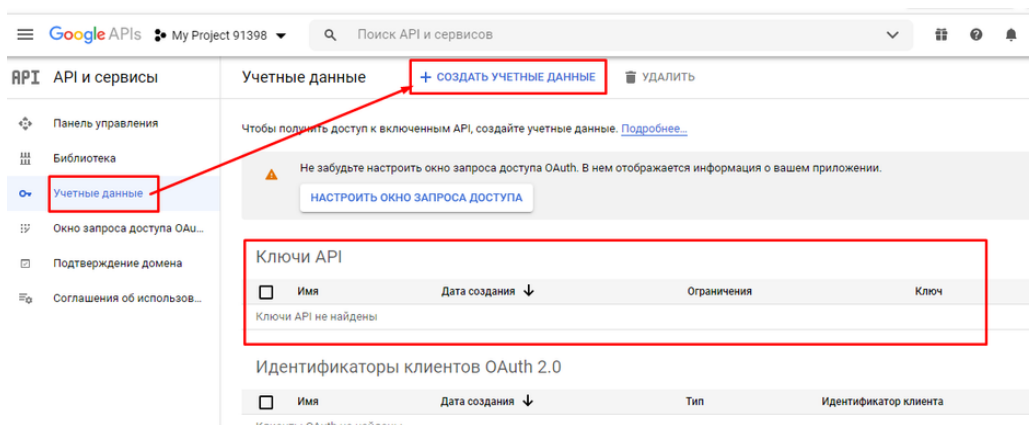 Google APIs My Project 91398 Поиск API и сервисов
API API и сервисы Учетные данные + СОЗДАТЬ УЧЕТНЫЕ ДАННЫЕ УДАЛИТЬ
Панель управления
Чтобы получить доступ к включенным API, создайте учетные данные. Подробнее...
Библиотека
Не забудьте настроить окно запроса доступа OAuth. В нем отображается информация о вашем приложении.
Учетные данные
НАСТРОИТЬ ОКНО ЗАПРОСА ДОСТУПА
Окно запроса доступа OAu...
Подтверждение домена
Соглашения об использов...
Ключи API
Имя Дата создания Ограничения Ключ
Ключи API не найдены
Идентификаторы клиентов OAuth 2.0
Имя Дата создания Тип Идентификатор клиента